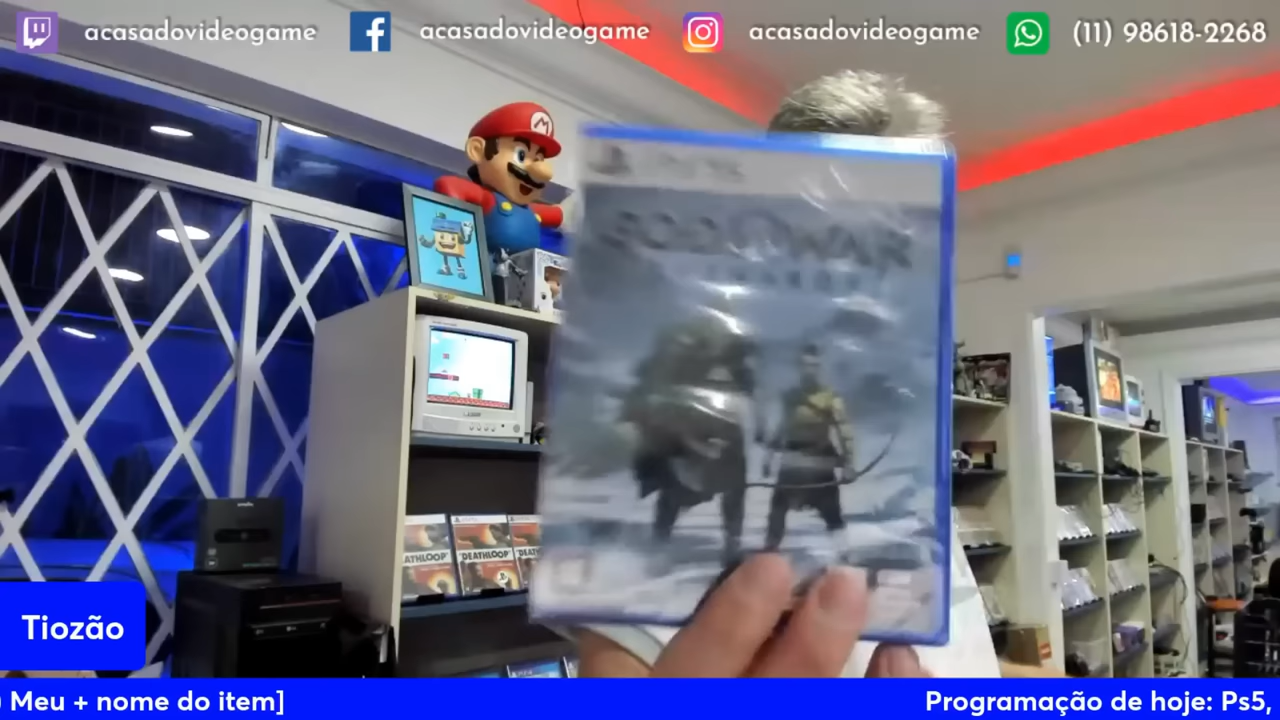 acasadovideogame
acasadovideogame
acasadovideogame
(11) 98618-2268
PS5
GOD OF WAR
DEATHLOOP
Tiozão
Meu + nome do item]
Programação de hoje: Ps5,